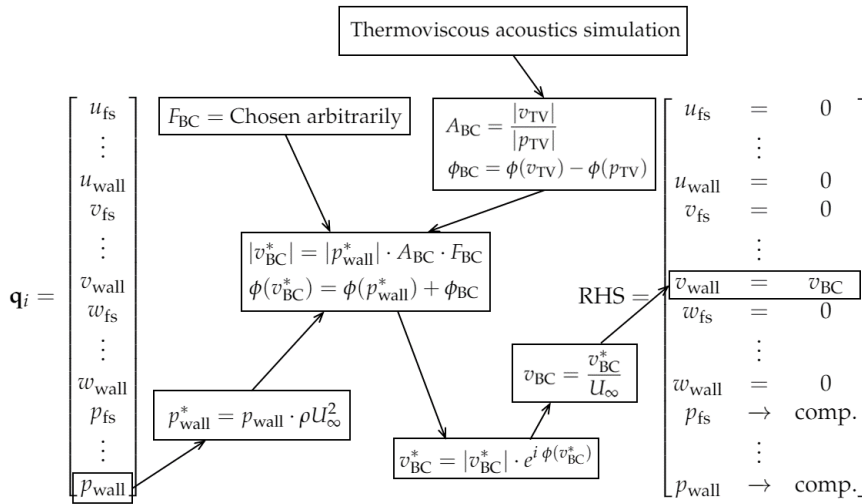 Thermoviscous acoustics simulation
F_BC = Chosen arbitrarily
A_BC = |v_TV| / |p_TV|
ϕ_BC = ϕ(v_TV) − ϕ(p_TV)
|v*_BC| = |p*_wall| · A_BC · F_BC
ϕ(v*_BC) = ϕ(p*_wall) + ϕ_BC
p*_wall = p_wall · ρU²_∞
v*_BC = |v*_BC| · e^{i ϕ(v*_BC)}
v_BC = v*_BC / U_∞
q_i =
u_fs
⋮
u_wall
v_fs
⋮
v_wall
w_fs
⋮
w_wall
p_fs
⋮
p_wall
RHS =
u_fs = 0
⋮
u_wall = 0
v_fs = 0
⋮
v_wall = v_BC
w_fs = 0
⋮
w_wall = 0
p_fs → comp.
⋮
p_wall → comp.